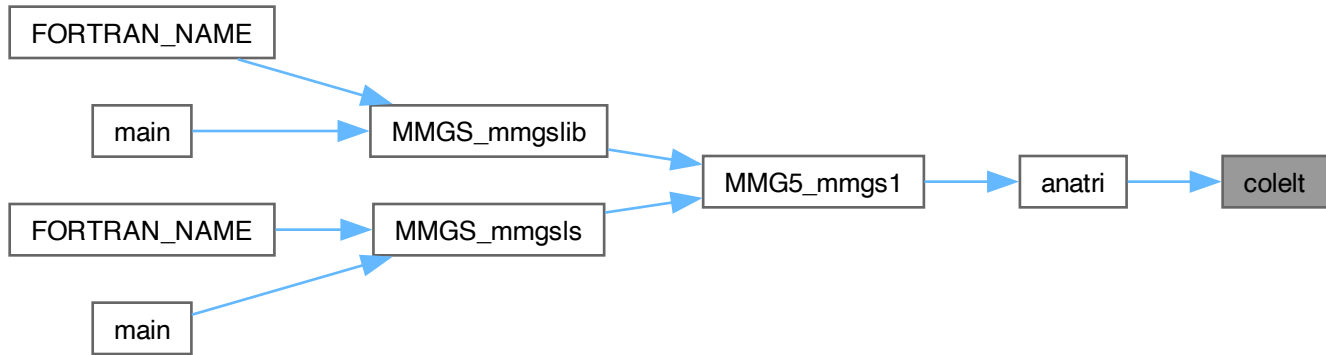 FORTRAN_NAME
main
MMGS_mmgslib
MMG5_mmgs1
anatri
colelt
FORTRAN_NAME
MMGS_mmgsls
main